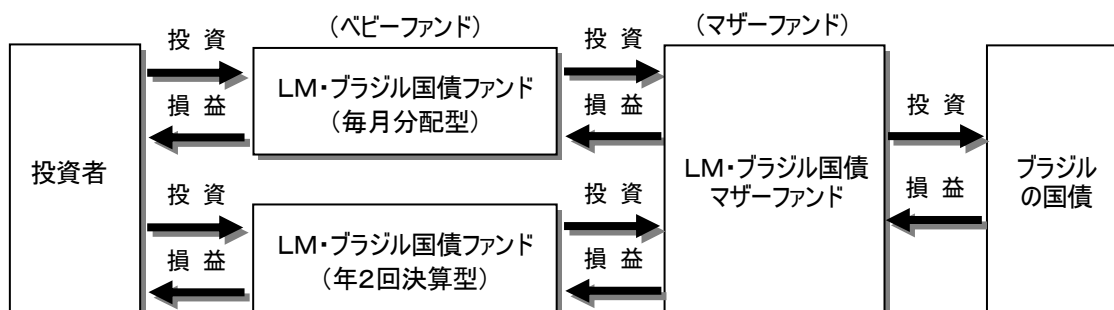 (ベビーファンド)
(マザーファンド)
投資者
投 資
損 益
LM・ブラジル国債ファンド
(毎月分配型)
投 資
損 益
投 資
損 益
LM・ブラジル国債ファンド
(年2回決算型)
投 資
損 益
LM・ブラジル国債
マザーファンド
投 資
損 益
ブラジル
の国債